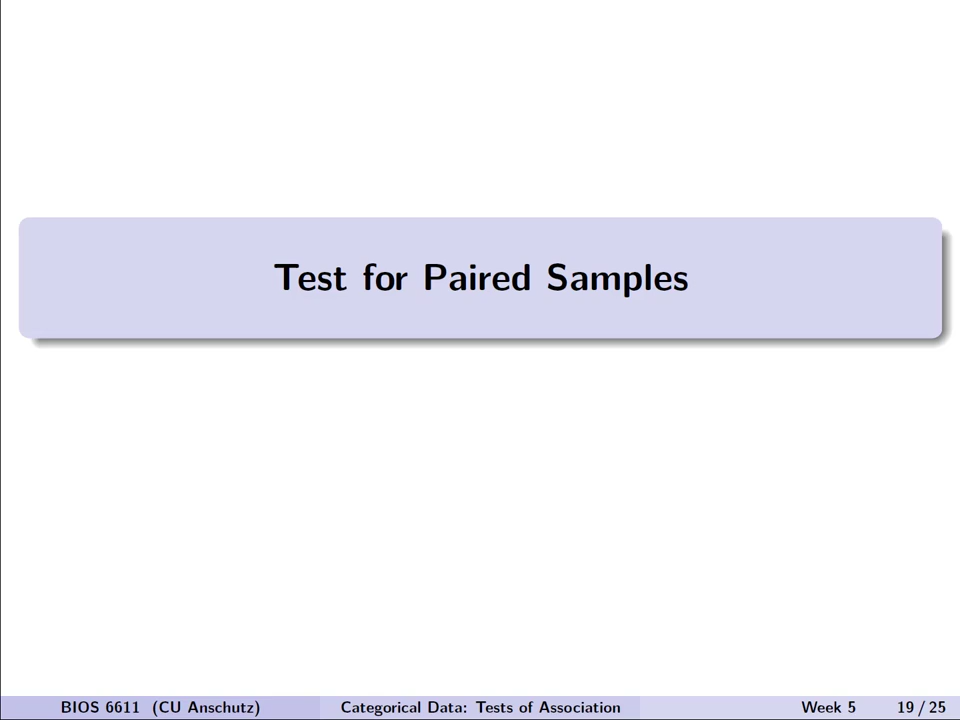 Test for Paired Samples
BIOS 6611 (CU Anschutz) Categorical Data: Tests of Association Week 5 19 / 25